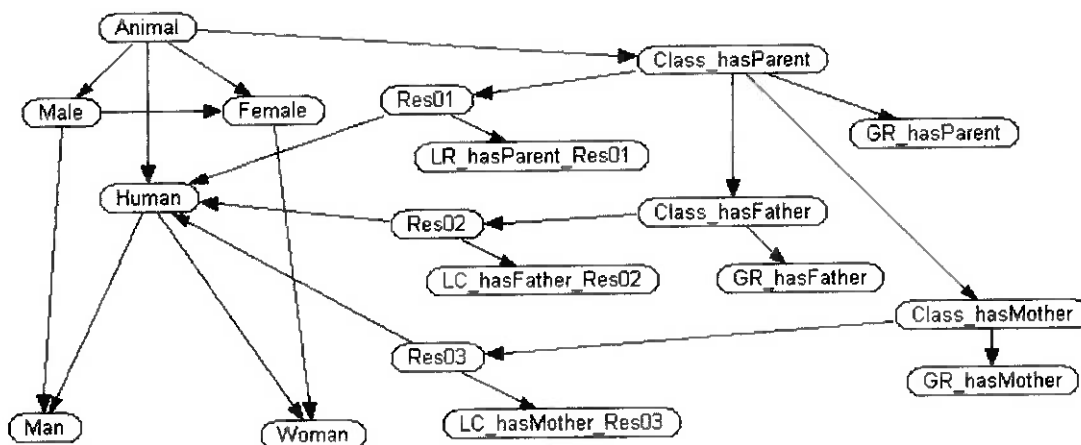 Animal
Class_hasParent
Res01
Male
Female
GR_hasParent
LR_hasParent_Res01
Human
Res02
Class_hasFather
LC_hasFather_Res02
GR_hasFather
Class_hasMother
Res03
GR_hasMother
Man
Woman
LC_hasMother_Res03